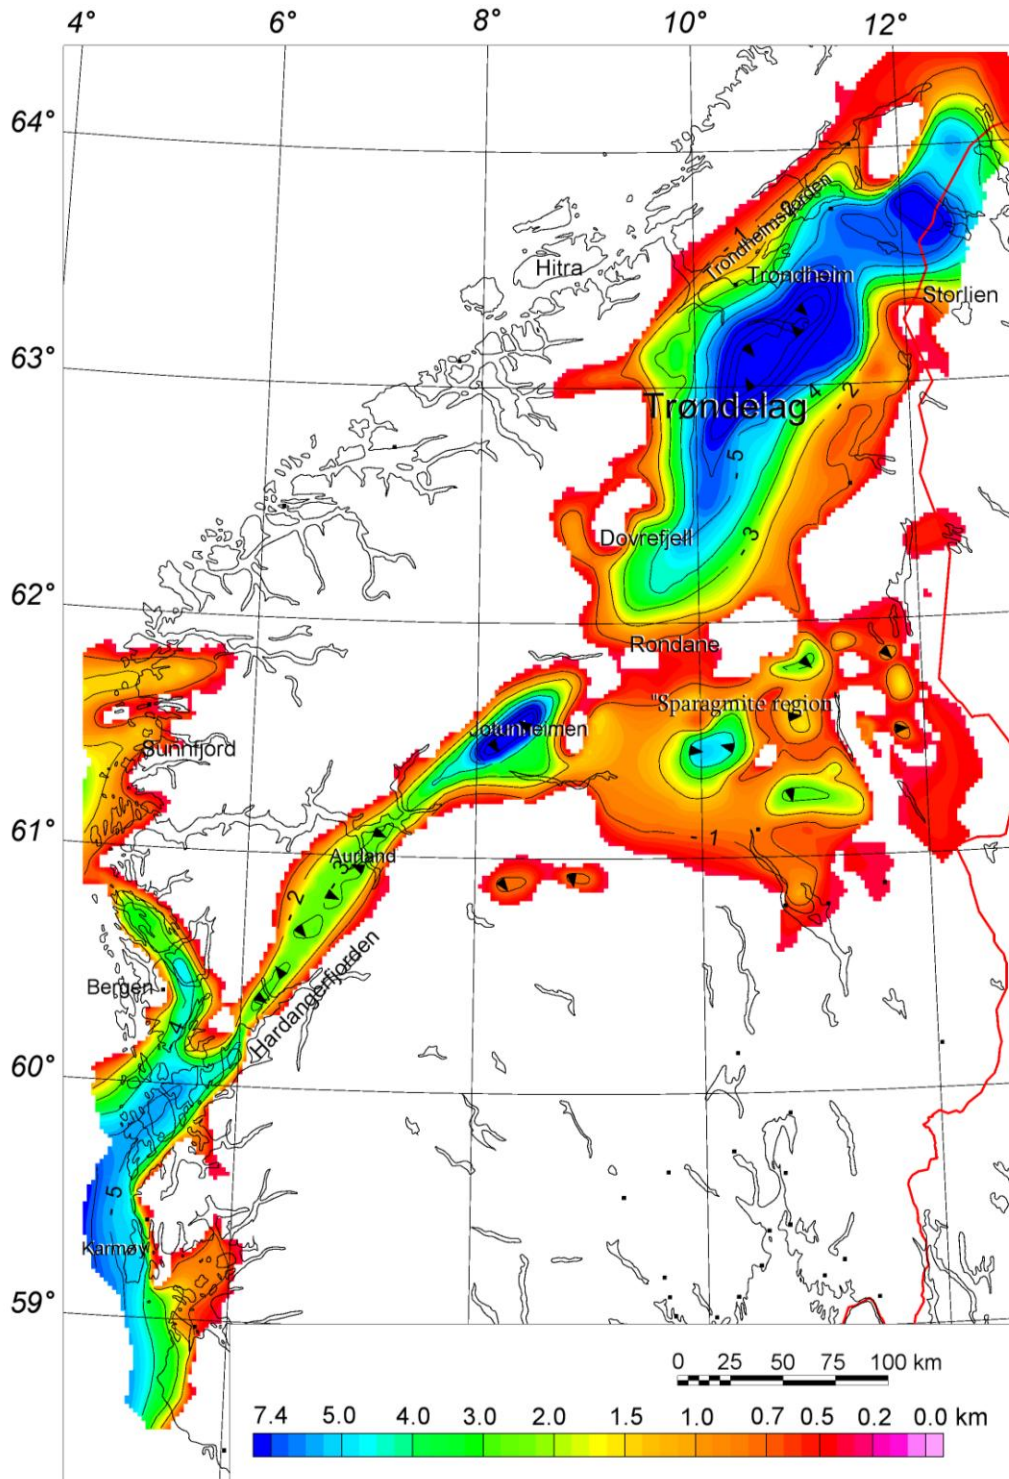 4° 6° 8° 10° 12°
64°
1
2
Trondheimsfjorden
Hitra
Trondheim
Storlien
63°
4
- 2
Trøndelag
- 5
Dovrefjell
- 3
62°
Rondane
"Sparagmite region"
Jotunheimen
Sunnfjord
61°
- 1
Aurland
- 3
- 2
Hardangerfjorden
Bergen
4
60°
- 5
Karmøy
59°
0 25 50 75 100 km
7.4 5.0 4.0 3.0 2.0 1.5 1.0 0.7 0.5 0.2 0.0 km